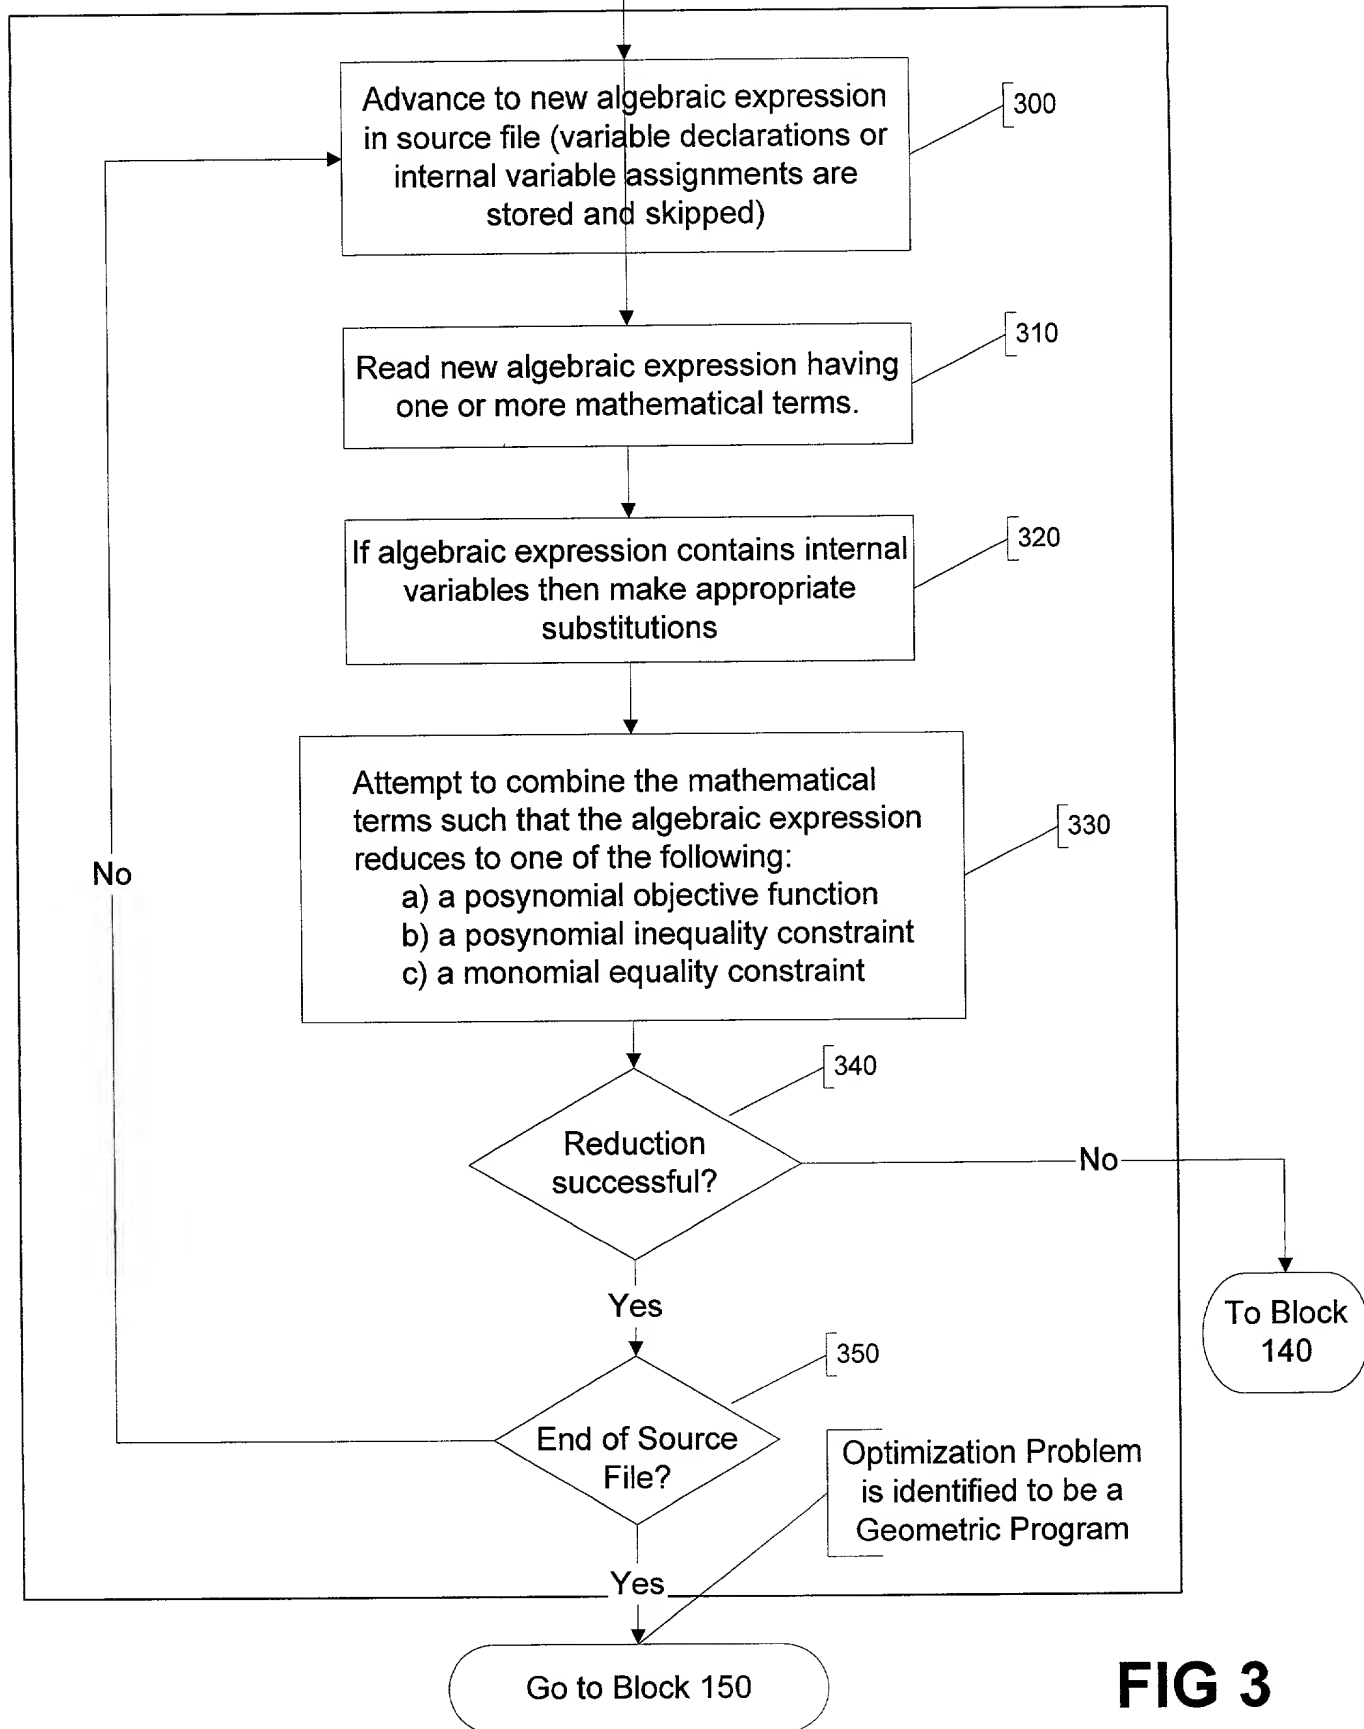 Advance to new algebraic expression
in source file (variable declarations or
internal variable assignments are
stored and skipped)
300
Read new algebraic expression having
one or more mathematical terms.
310
If algebraic expression contains internal
variables then make appropriate
substitutions
320
Attempt to combine the mathematical
terms such that the algebraic expression
reduces to one of the following:
a) a posynomial objective function
b) a posynomial inequality constraint
c) a monomial equality constraint
330
No
340
Reduction
successful?
No
Yes
To Block
140
350
End of Source
File?
Optimization Problem
is identified to be a
Geometric Program
Yes
Go to Block 150
FIG 3